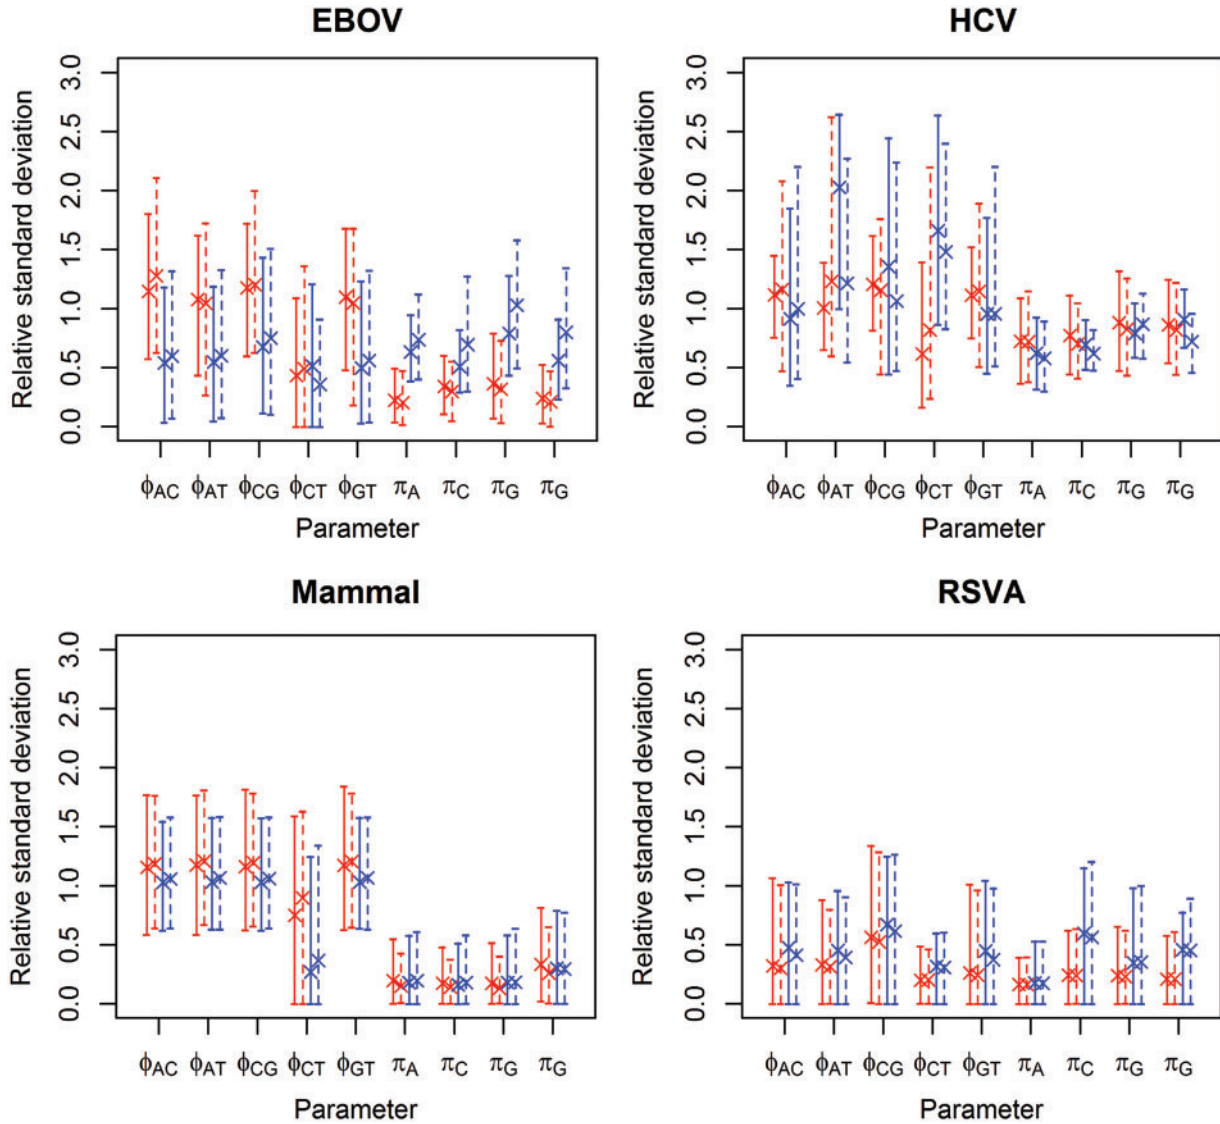 EBOV
Relative standard deviation
3.0
2.5
2.0
1.5
1.0
0.5
0.0
ϕAC ϕAT ϕCG ϕCT ϕGT πA πC πG πG
Parameter
HCV
Relative standard deviation
3.0
2.5
2.0
1.5
1.0
0.5
0.0
ϕAC ϕAT ϕCG ϕCT ϕGT πA πC πG πG
Parameter
Mammal
Relative standard deviation
3.0
2.5
2.0
1.5
1.0
0.5
0.0
ϕAC ϕAT ϕCG ϕCT ϕGT πA πC πG πG
Parameter
RSVA
Relative standard deviation
3.0
2.5
2.0
1.5
1.0
0.5
0.0
ϕAC ϕAT ϕCG ϕCT ϕGT πA πC πG πG
Parameter